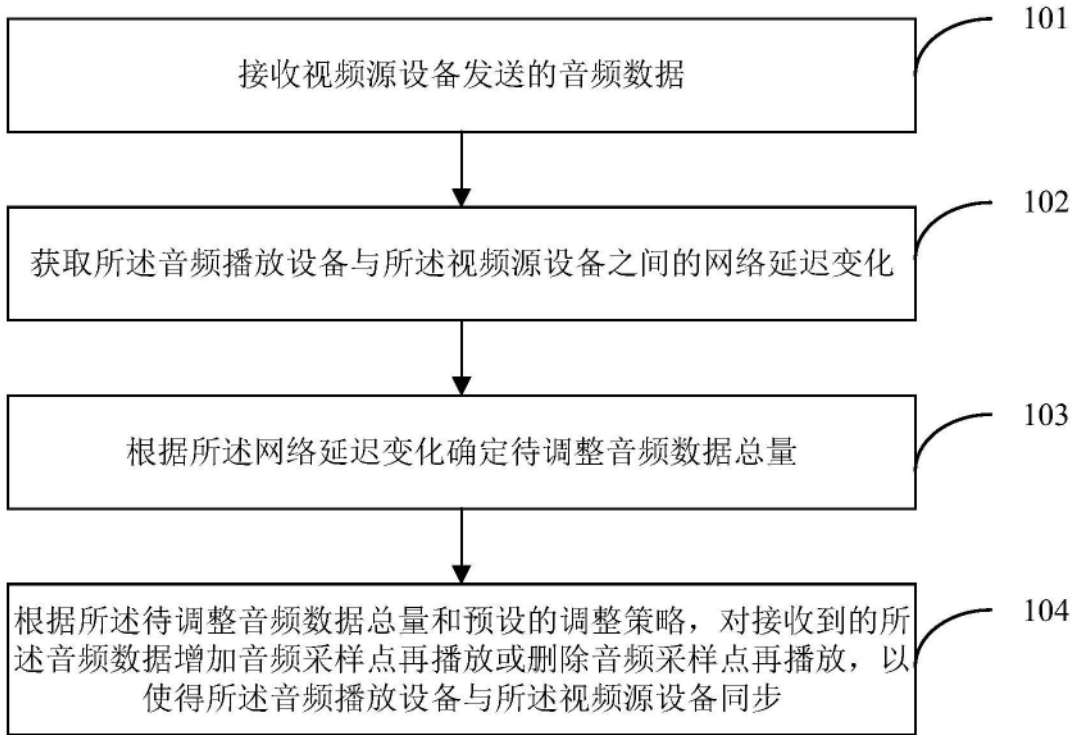 接收视频源设备发送的音频数据
101
获取所述音频播放设备与所述视频源设备之间的网络延迟变化
102
根据所述网络延迟变化确定待调整音频数据总量
103
根据所述待调整音频数据总量和预设的调整策略，对接收到的所
述音频数据增加音频采样点再播放或删除音频采样点再播放，以
使得所述音频播放设备与所述视频源设备同步
104